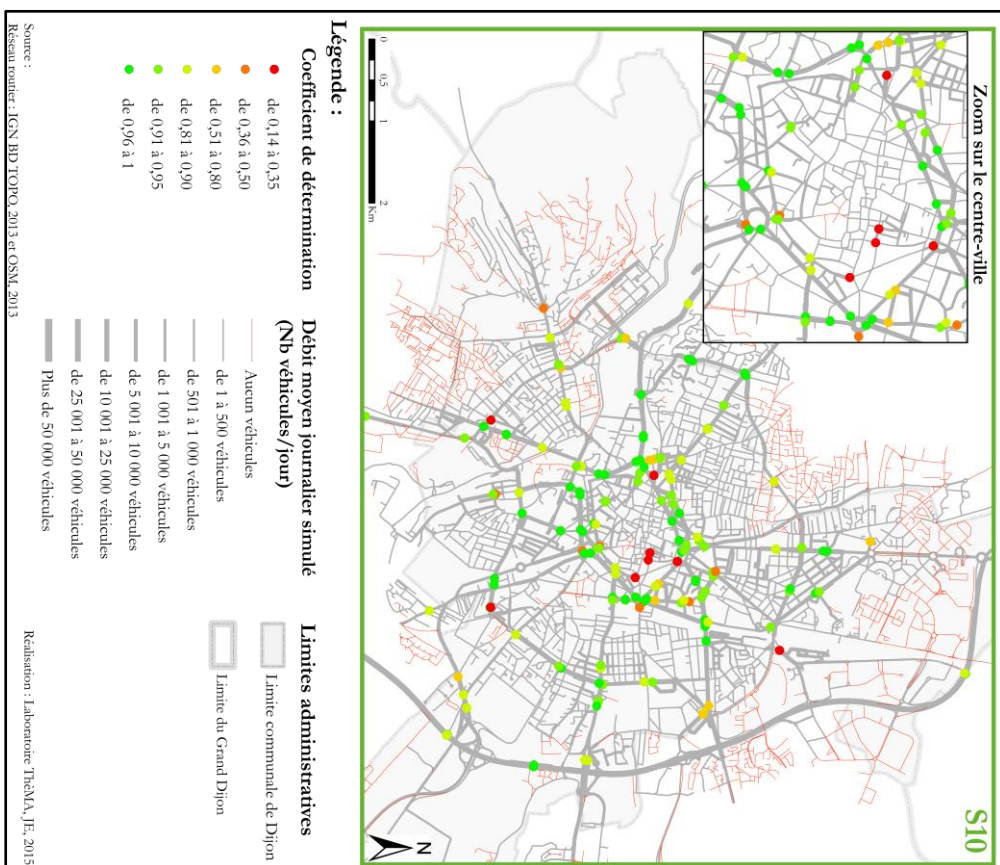 S10
Zoom sur le centre-ville
0 0,5 1 2
Km
N
Légende :
Coefficient de détermination
de 0,14 à 0,35
de 0,36 à 0,50
de 0,51 à 0,80
de 0,81 à 0,90
de 0,91 à 0,95
de 0,96 à 1
Débit moyen journalier simulé
(Nb véhicules/jour)
Aucun véhicules
de 1 à 500 véhicules
de 501 à 1 000 véhicules
de 1 001 à 5 000 véhicules
de 5 001 à 10 000 véhicules
de 10 001 à 25 000 véhicules
de 25 001 à 50 000 véhicules
Plus de 50 000 véhicules
Limites administratives
Limite communale de Dijon
Limite du Grand Dijon
Source :
Réseau routier : IGN BD TOPO, 2013 et OSM, 2013
Réalisation : Laboratoire ThéMA, JE, 2015